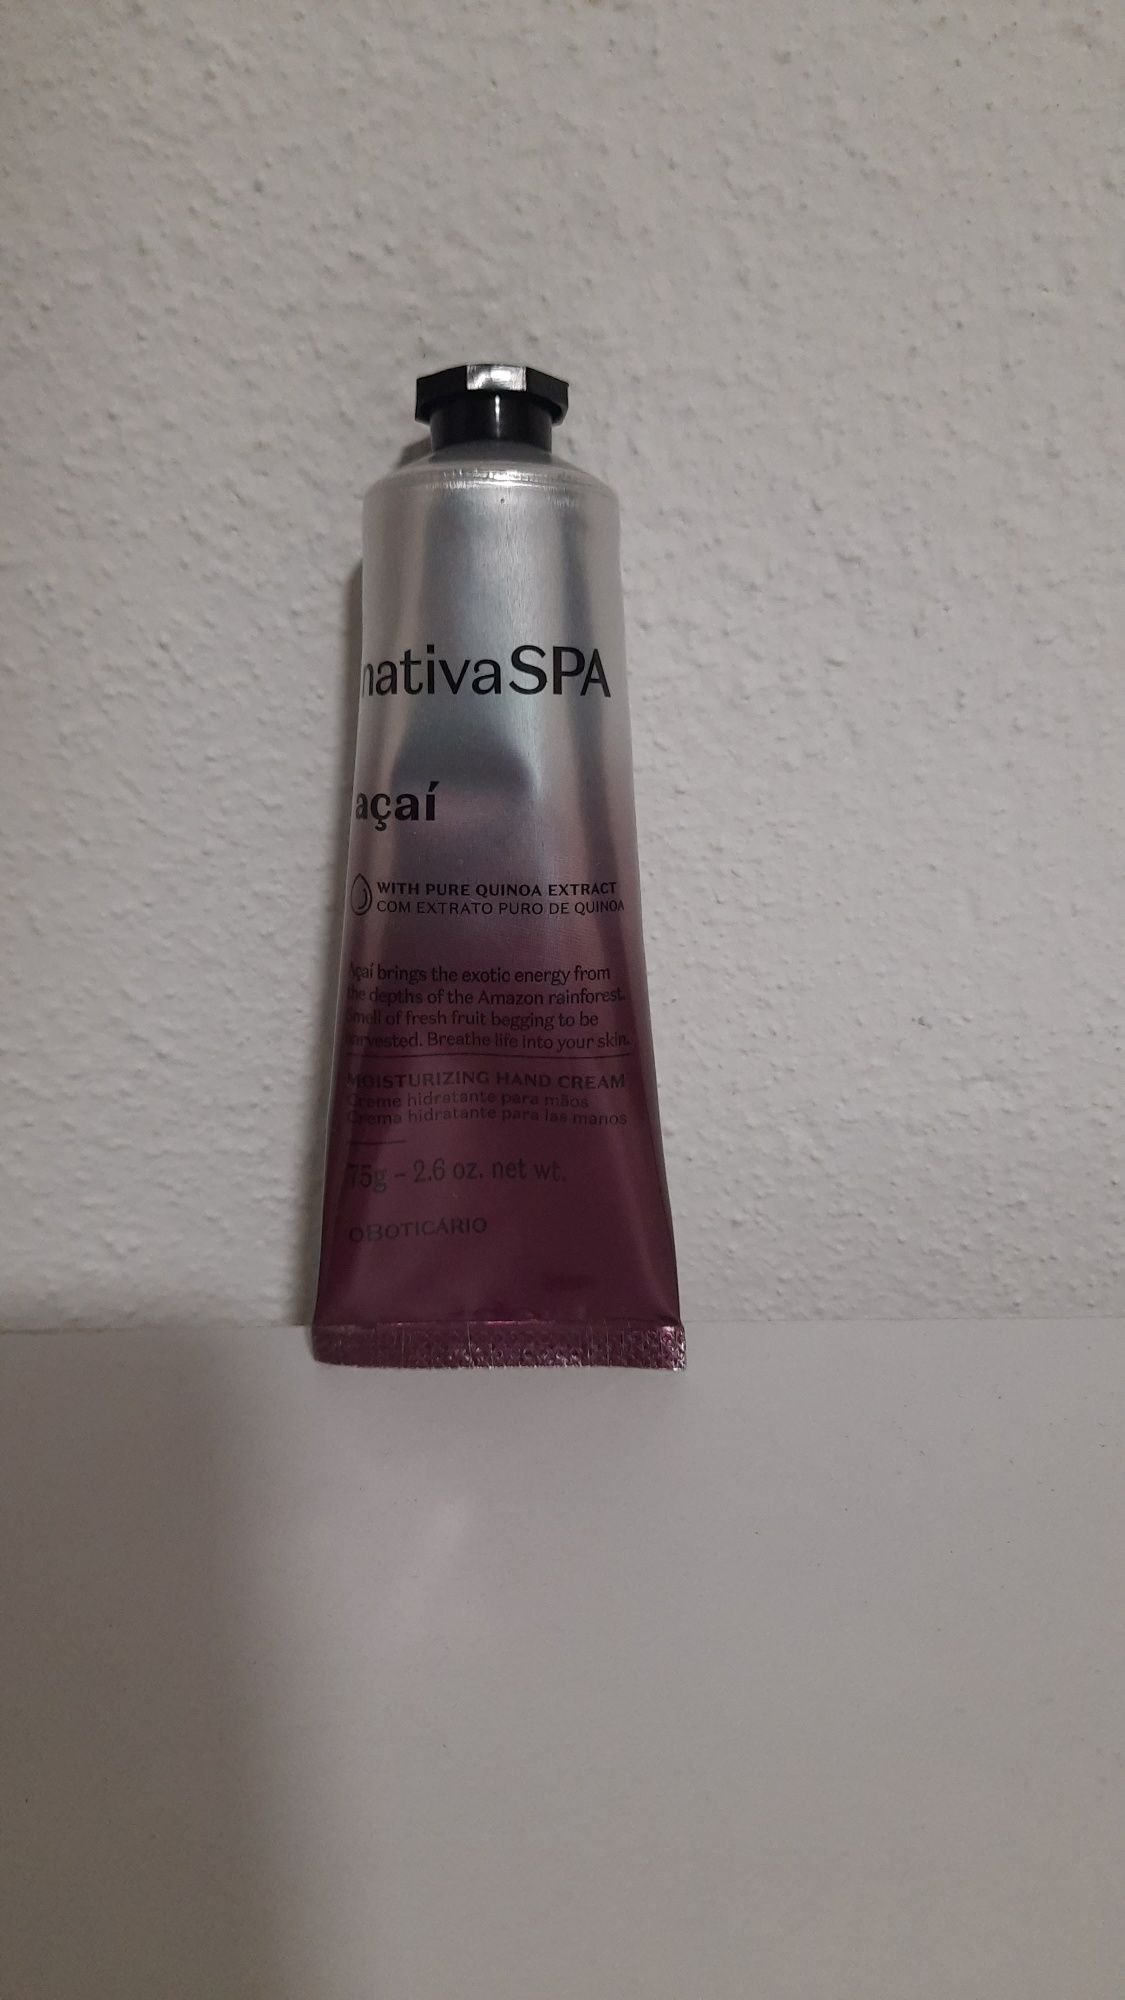 nativaSPA
açaí
WITH PURE QUINOA EXTRACT
COM EXTRATO PURO DE QUINOA
Açaí brings the exotic energy from
the depths of the Amazon rainforest.
Smell of fresh fruit begging to be
harvested. Breathe life into your skin.
MOISTURIZING HAND CREAM
Creme hidratante para mãos
Crema hidratante para las manos
75g – 2.6 oz. net wt.
OBOTICÁRIO